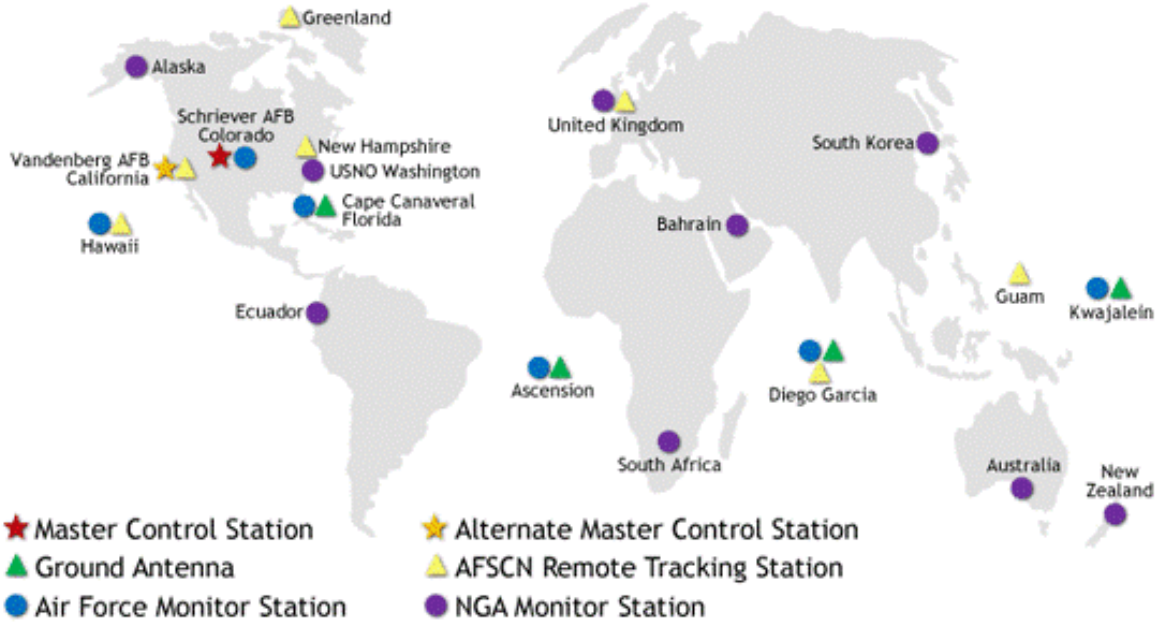 Greenland
Alaska
Schriever AFB
Colorado
United Kingdom
South Korea
New Hampshire
Vandenberg AFB
California
USNO Washington
Cape Canaveral
Florida
Hawaii
Bahrain
Guam
Kwajalein
Ecuador
Ascension
Diego Garcia
South Africa
Australia
New
Zealand
Master Control Station
Alternate Master Control Station
Ground Antenna
AFSCN Remote Tracking Station
Air Force Monitor Station
NGA Monitor Station